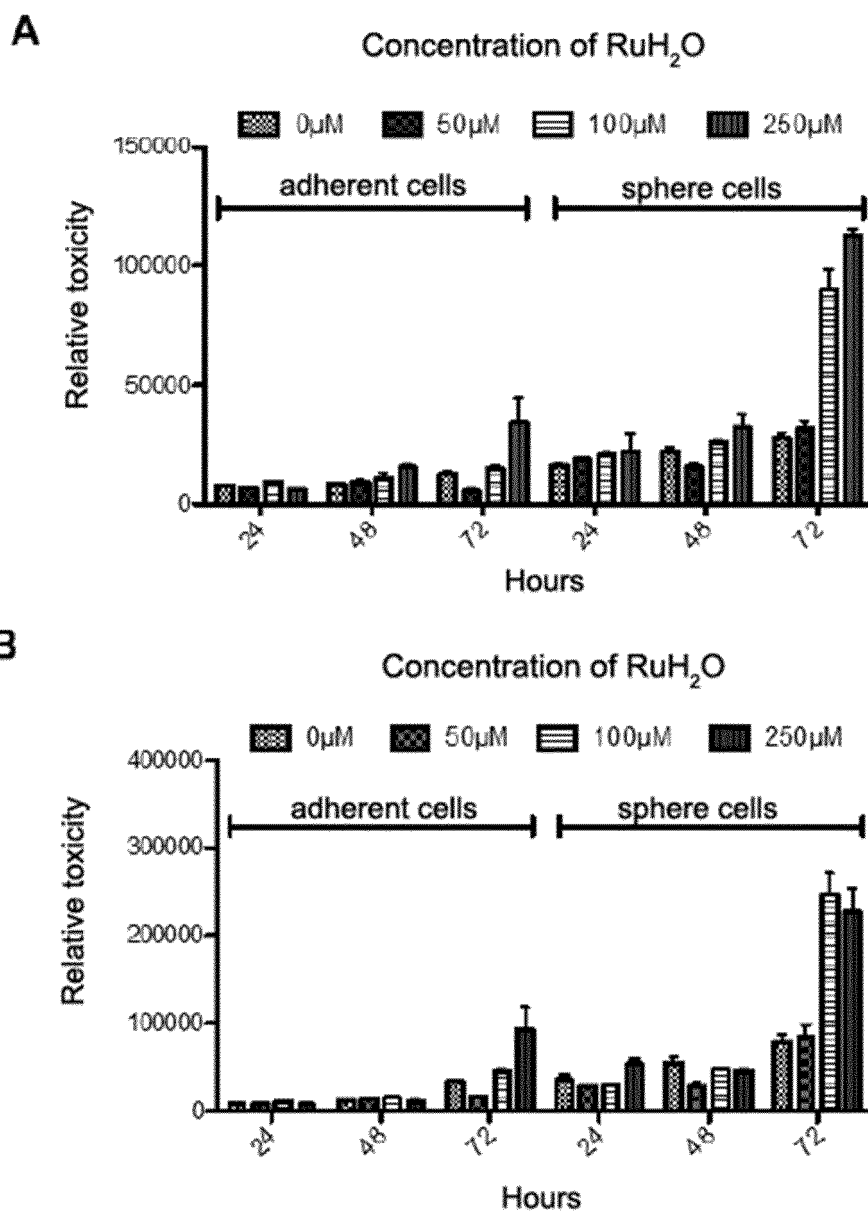 A
Concentration of RuH₂O
0µM 50µM 100µM 250µM
150000
100000
50000
0
Relative toxicity
adherent cells sphere cells
24 48 72 24 48 72
Hours
B
Concentration of RuH₂O
0µM 50µM 100µM 250µM
400000
300000
200000
100000
0
Relative toxicity
adherent cells sphere cells
24 48 72 24 48 72
Hours